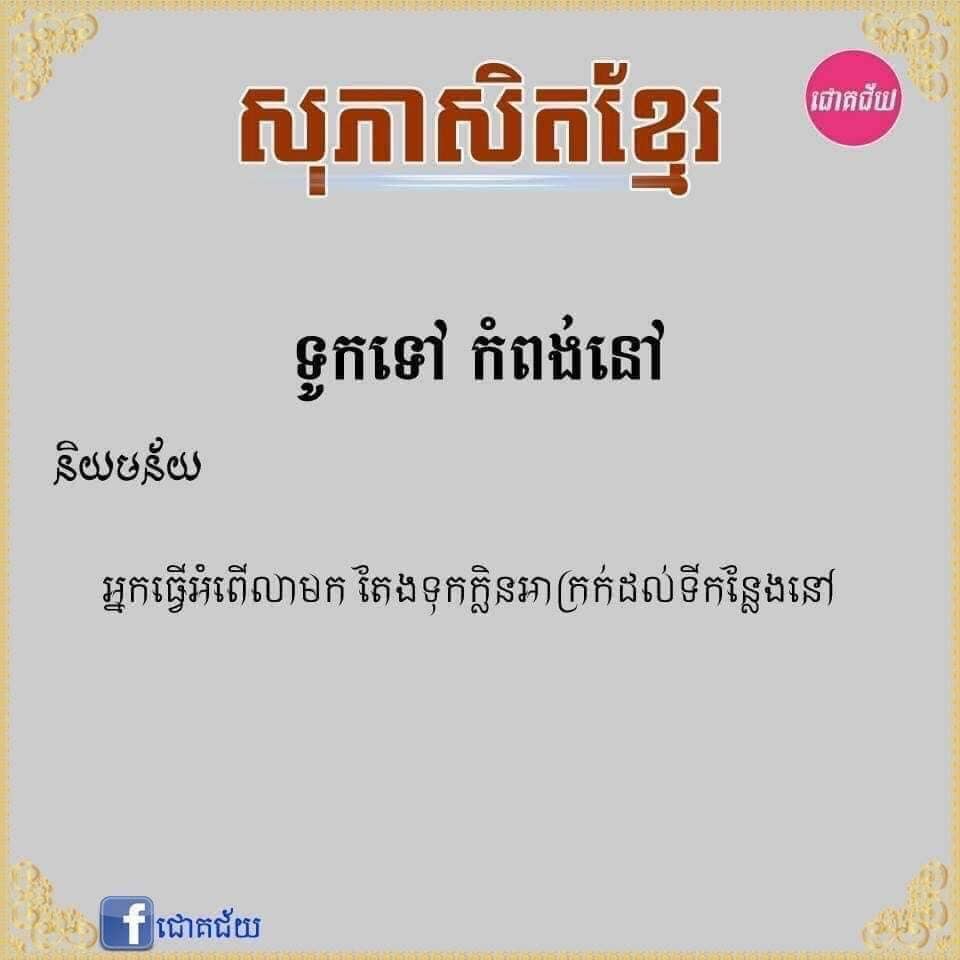 សុភាសិតខ្មែរ
ជោគជ័យ
ទូកទៅ កំពង់នៅ
និយមន័យ
អ្នកធ្វើអំពើលាមក តែងទុកក្លិនអាក្រក់ដល់ទីកន្លែងនៅ
ជោគជ័យ